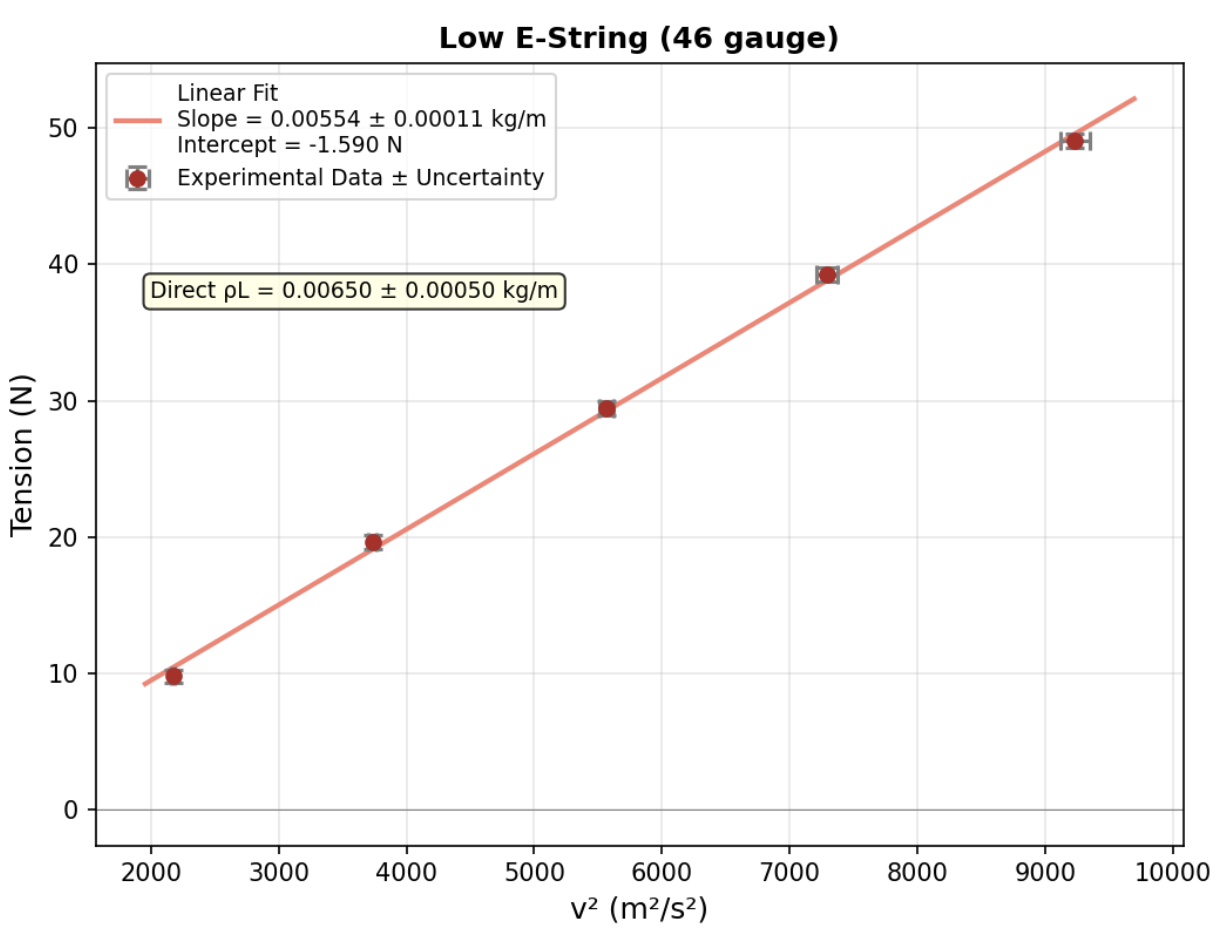 Low E-String (46 gauge)
Linear Fit
Slope = 0.00554 ± 0.00011 kg/m
Intercept = -1.590 N
Experimental Data ± Uncertainty
Direct ρL = 0.00650 ± 0.00050 kg/m
Tension (N)
50
40
30
20
10
0
2000 3000 4000 5000 6000 7000 8000 9000 10000
v² (m²/s²)